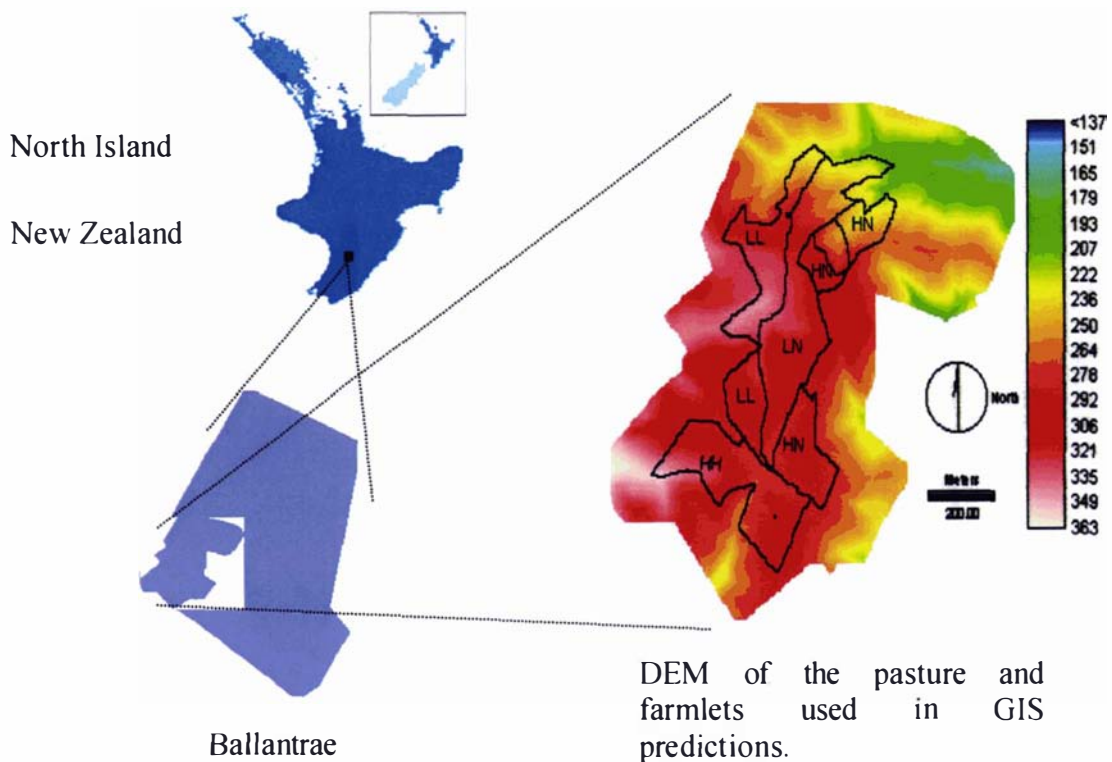 North Island
New Zealand
LL
HN
HN
LN
LL
HN
HH
<137
151
165
179
193
207
222
236
250
264
278
292
306
321
335
349
363
North
Meters
200.00
Ballantrae
DEM of the pasture and
farmlets used in GIS
predictions.